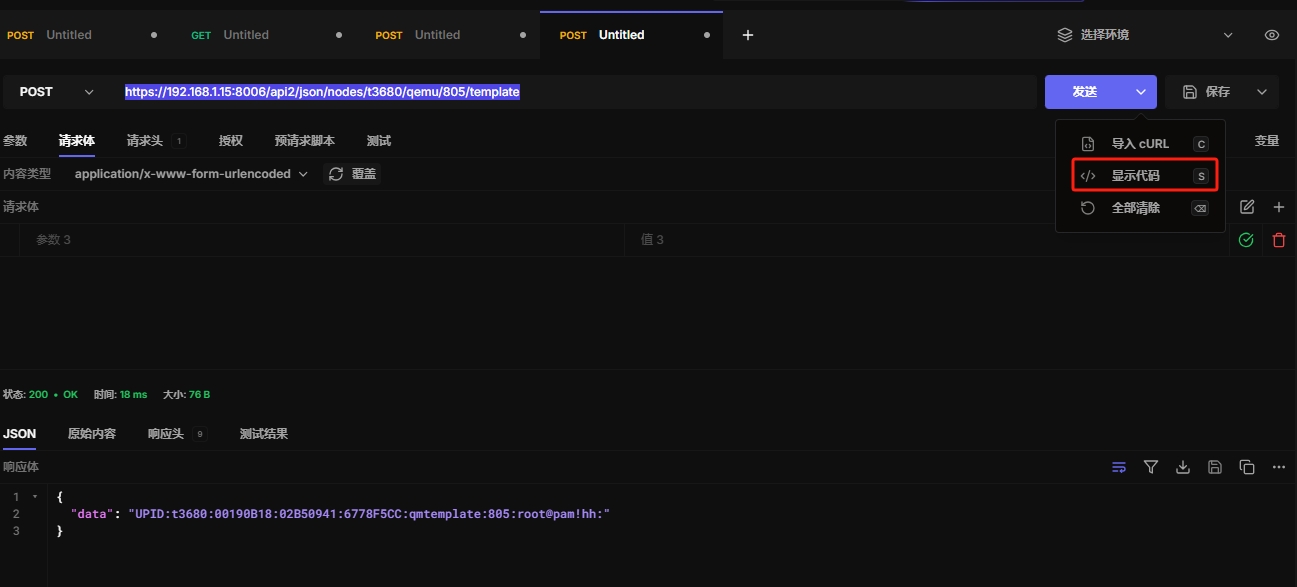 POST Untitled GET Untitled POST Untitled POST Untitled + 选择环境
POST https://192.168.1.15:8006/api2/json/nodes/t3680/qemu/805/template 发送 保存
参数 请求体 请求头 1 授权 预请求脚本 测试 变量
导入 cURL C
内容类型 application/x-www-form-urlencoded 覆盖
显示代码 S
请求体
全部清除
参数 3 值 3
状态: 200 • OK 时间: 18 ms 大小: 76 B
JSON 原始内容 响应头 9 测试结果
响应体
1 {
2 "data": "UPID:t3680:00190B18:02B50941:6778F5CC:qmtemplate:805:root@pam!hh:"
3 }